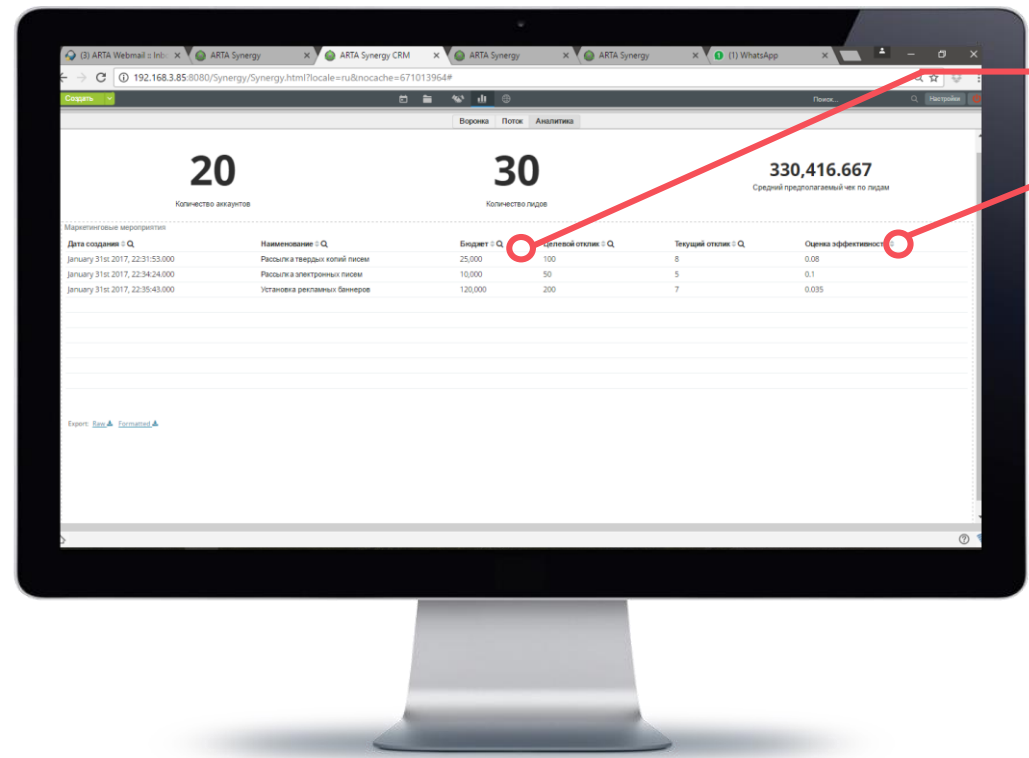 (3) ARTA Webmail :: Inbo
ARTA Synergy
ARTA Synergy CRM
ARTA Synergy
ARTA Synergy
(1) WhatsApp
192.168.3.85:8080/Synergy/Synergy.html?locale=ru&nocache=671013964#
Создать
Поиск...
Настройки
Воронка Поток Аналитика
20 30 330,416.667
Количество аккаунтов Количество лидов Средний предполагаемый чек по лидам
Маркетинговые мероприятия
Дата создания Наименование Бюджет Целевой отклик Текущий отклик Оценка эффективност
January 31st 2017, 22:31:53.000 Рассылка твердых копий писем 25,000 100 8 0.08
January 31st 2017, 22:34:24.000 Рассылка электронных писем 10,000 50 5 0.1
January 31st 2017, 22:35:43.000 Установка рекламных баннеров 120,000 200 7 0.035
Export: Raw Formatted